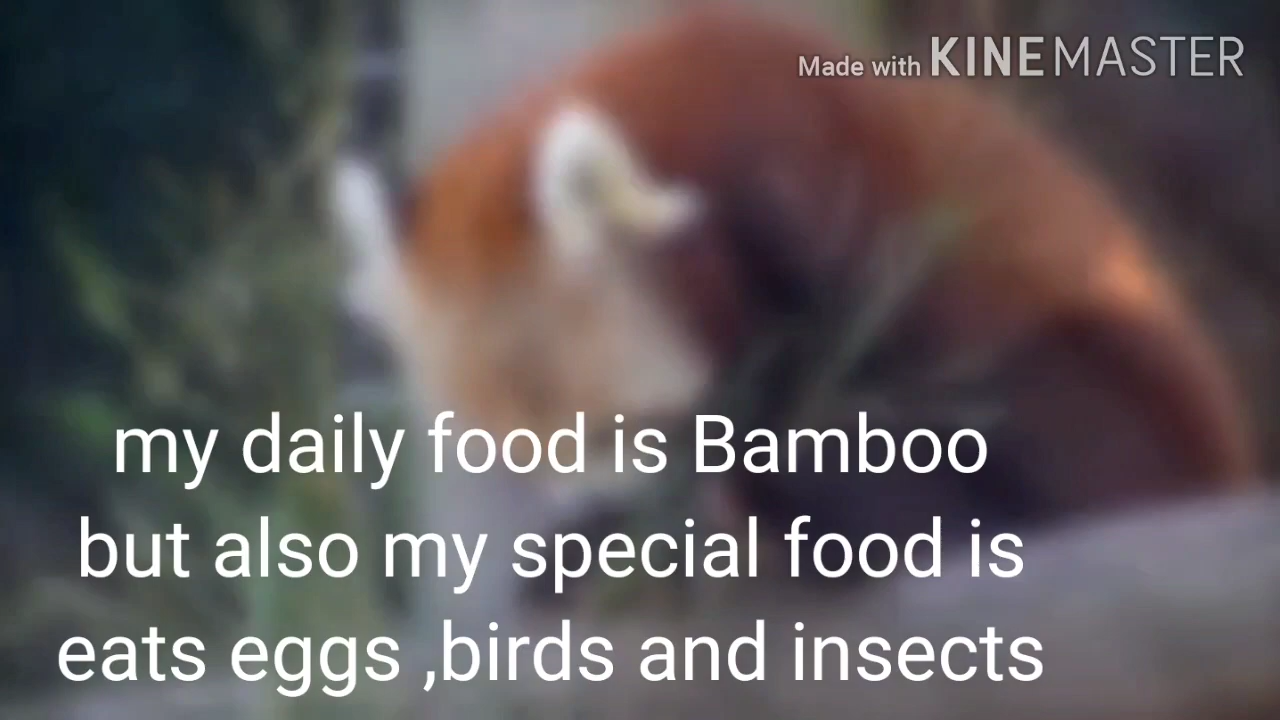 Made with KINEMASTER
my daily food is Bamboo
but also my special food is
eats eggs ,birds and insects